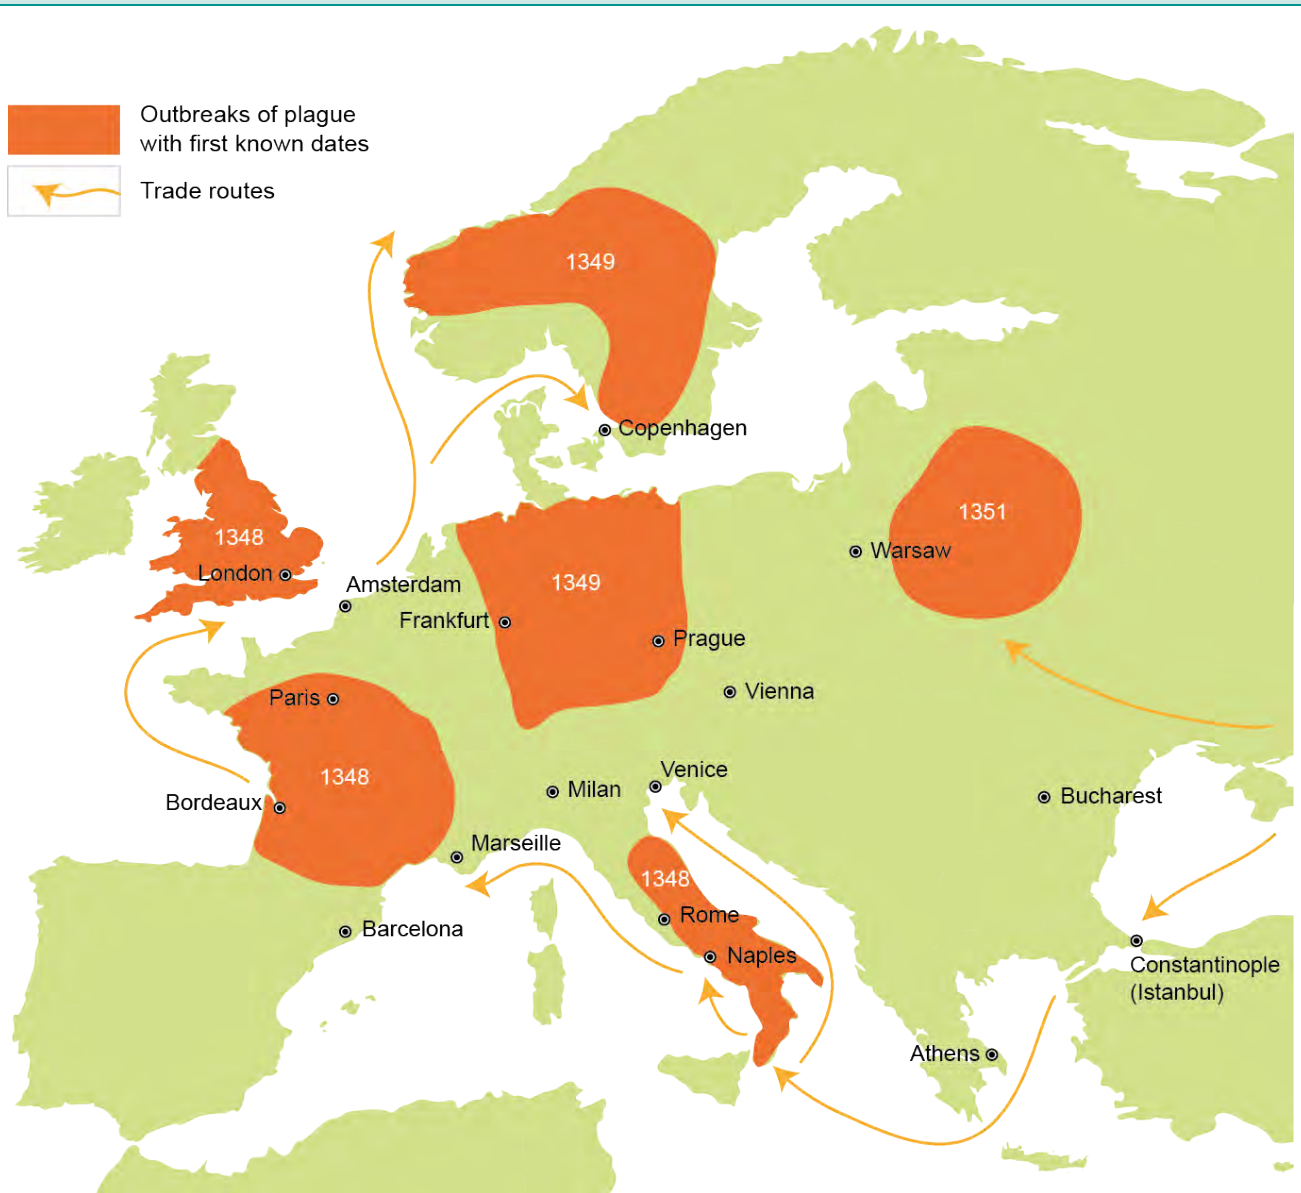 Outbreaks of plague
with first known dates
Trade routes
1349
Copenhagen
1351
1348
Warsaw
London
Amsterdam
1349
Frankfurt
Prague
Paris
Vienna
1348
Venice
Milan
Bordeaux
Bucharest
Marseille
1348
Rome
Barcelona
Naples
Constantinople
(Istanbul)
Athens